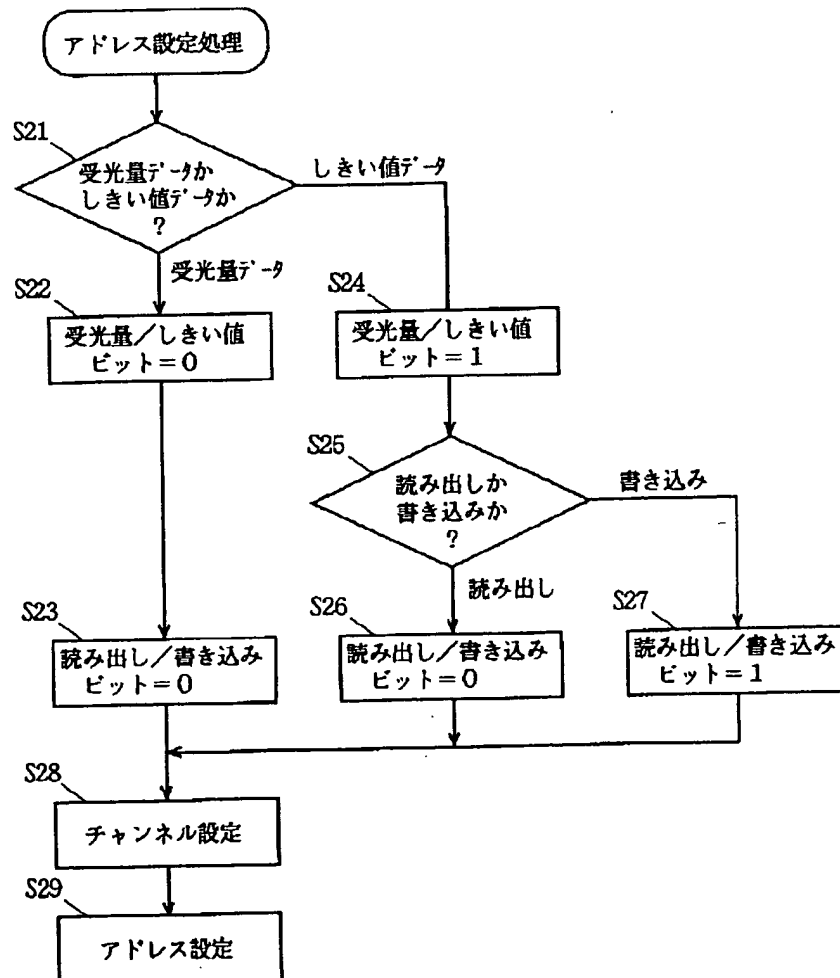 アドレス設定処理
S21
受光量データか
しきい値データか
?
しきい値データ
受光量データ
S22
受光量/しきい値
ビット=0
S24
受光量/しきい値
ビット=1
S25
読み出しか
書き込みか
?
書き込み
読み出し
S23
読み出し/書き込み
ビット=0
S26
読み出し/書き込み
ビット=0
S27
読み出し/書き込み
ビット=1
S28
チャンネル設定
S29
アドレス設定